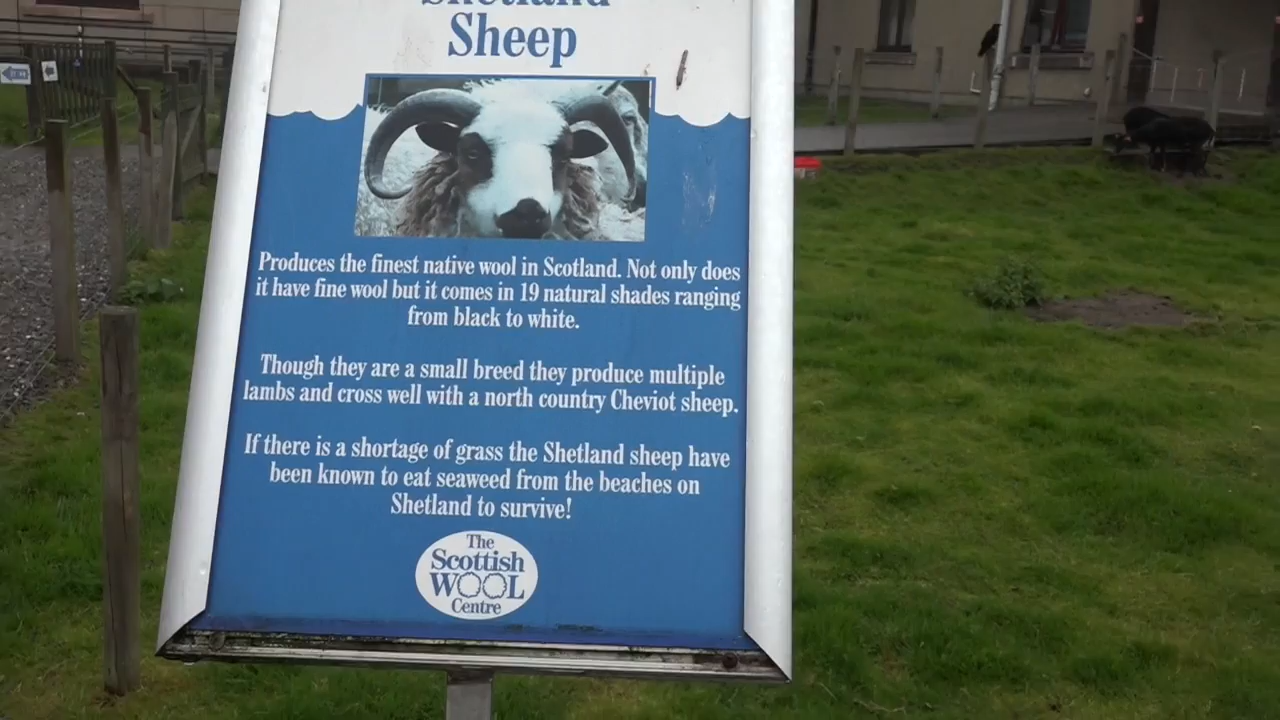 Shetland
Sheep
Produces the finest native wool in Scotland. Not only does
it have fine wool but it comes in 19 natural shades ranging
from black to white.
Though they are a small breed they produce multiple
lambs and cross well with a north country Cheviot sheep.
If there is a shortage of grass the Shetland sheep have
been known to eat seaweed from the beaches on
Shetland to survive!
The
Scottish
WOOL
Centre